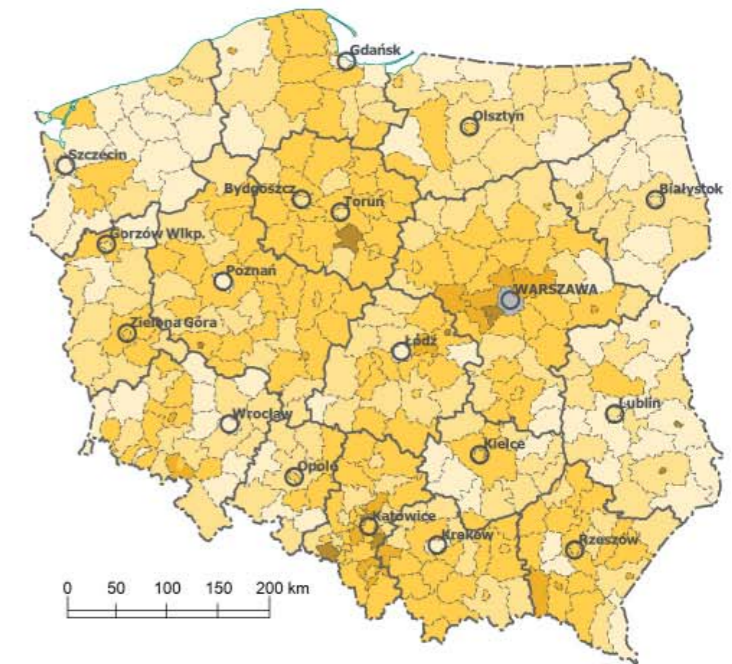 Gdańsk
Olsztyn
Szczecin
Bydgoszcz
Toruń
Białystok
Gorzów Wlkp.
Poznań
WARSZAWA
Zielona Góra
Łódź
Wrocław
Lublin
Kielce
Opole
Katowice
Kraków
Rzeszów
0 50 100 150 200 km